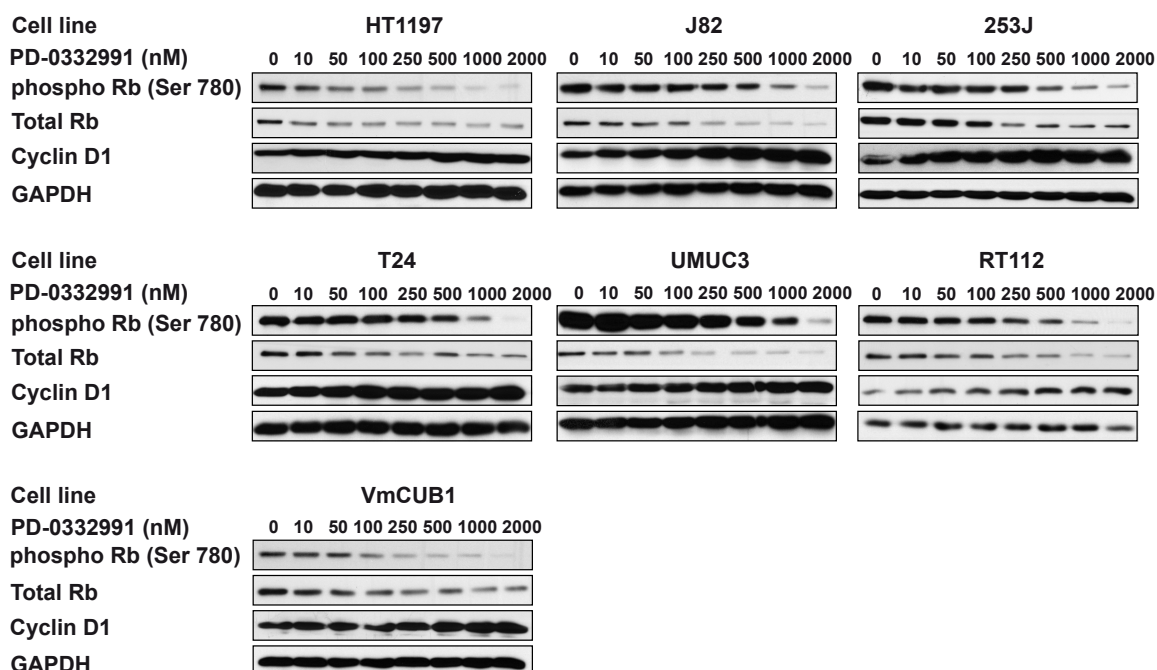 Cell line HT1197 J82 253J
PD-0332991 (nM) 0 10 50 100 250 500 1000 2000 0 10 50 100 250 500 1000 2000 0 10 50 100 250 500 1000 2000
phospho Rb (Ser 780)
Total Rb
Cyclin D1
GAPDH
Cell line T24 UMUC3 RT112
PD-0332991 (nM) 0 10 50 100 250 500 1000 2000 0 10 50 100 250 500 1000 2000 0 10 50 100 250 500 1000 2000
phospho Rb (Ser 780)
Total Rb
Cyclin D1
GAPDH
Cell line VmCUB1
PD-0332991 (nM) 0 10 50 100 250 500 1000 2000
phospho Rb (Ser 780)
Total Rb
Cyclin D1
GAPDH